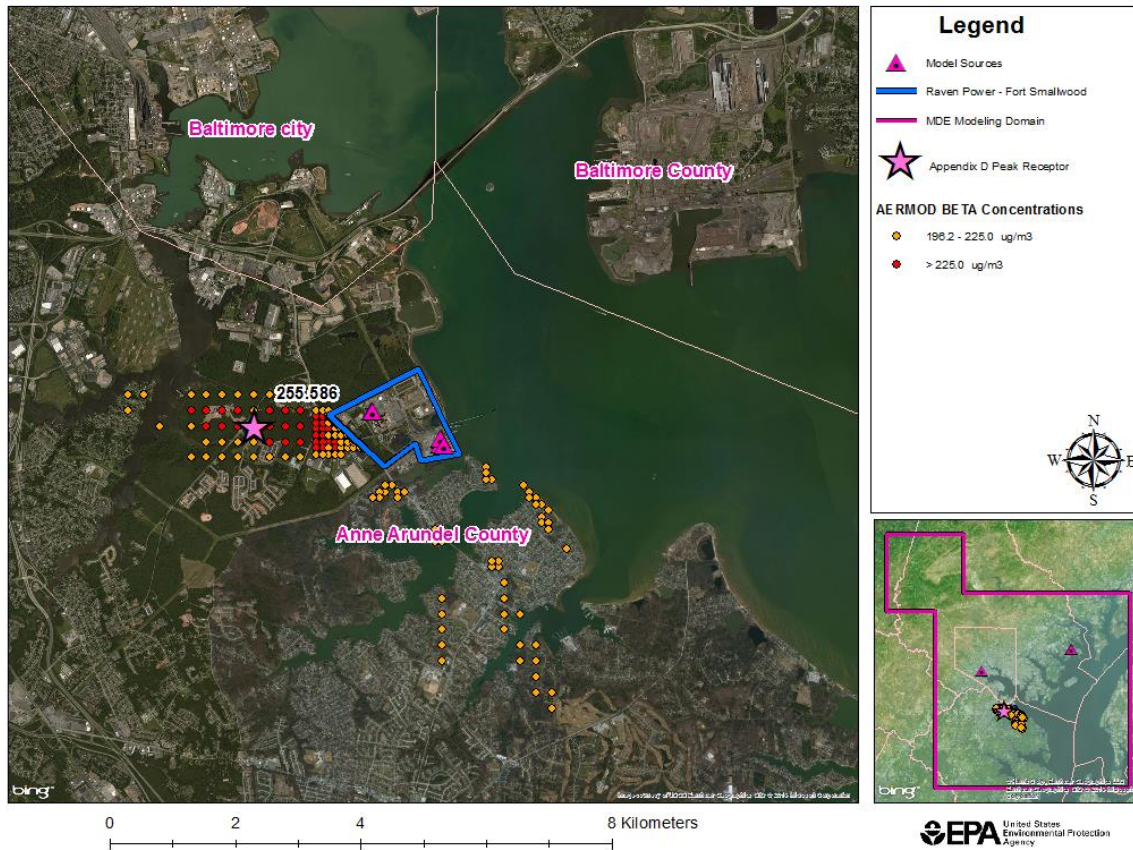 Baltimore city
Baltimore County
255.586
Anne Arundel County
bing™
Legend
Model Sources
Raven Power - Fort Smallwood
MDE Modeling Domain
Appendix D Peak Receptor
AERMOD BETA Concentrations
196.2 - 225.0 ug/m3
> 225.0 ug/m3
N
W E
S
bing™
0 2 4 8 Kilometers
EPA United States
Environmental Protection
Agency